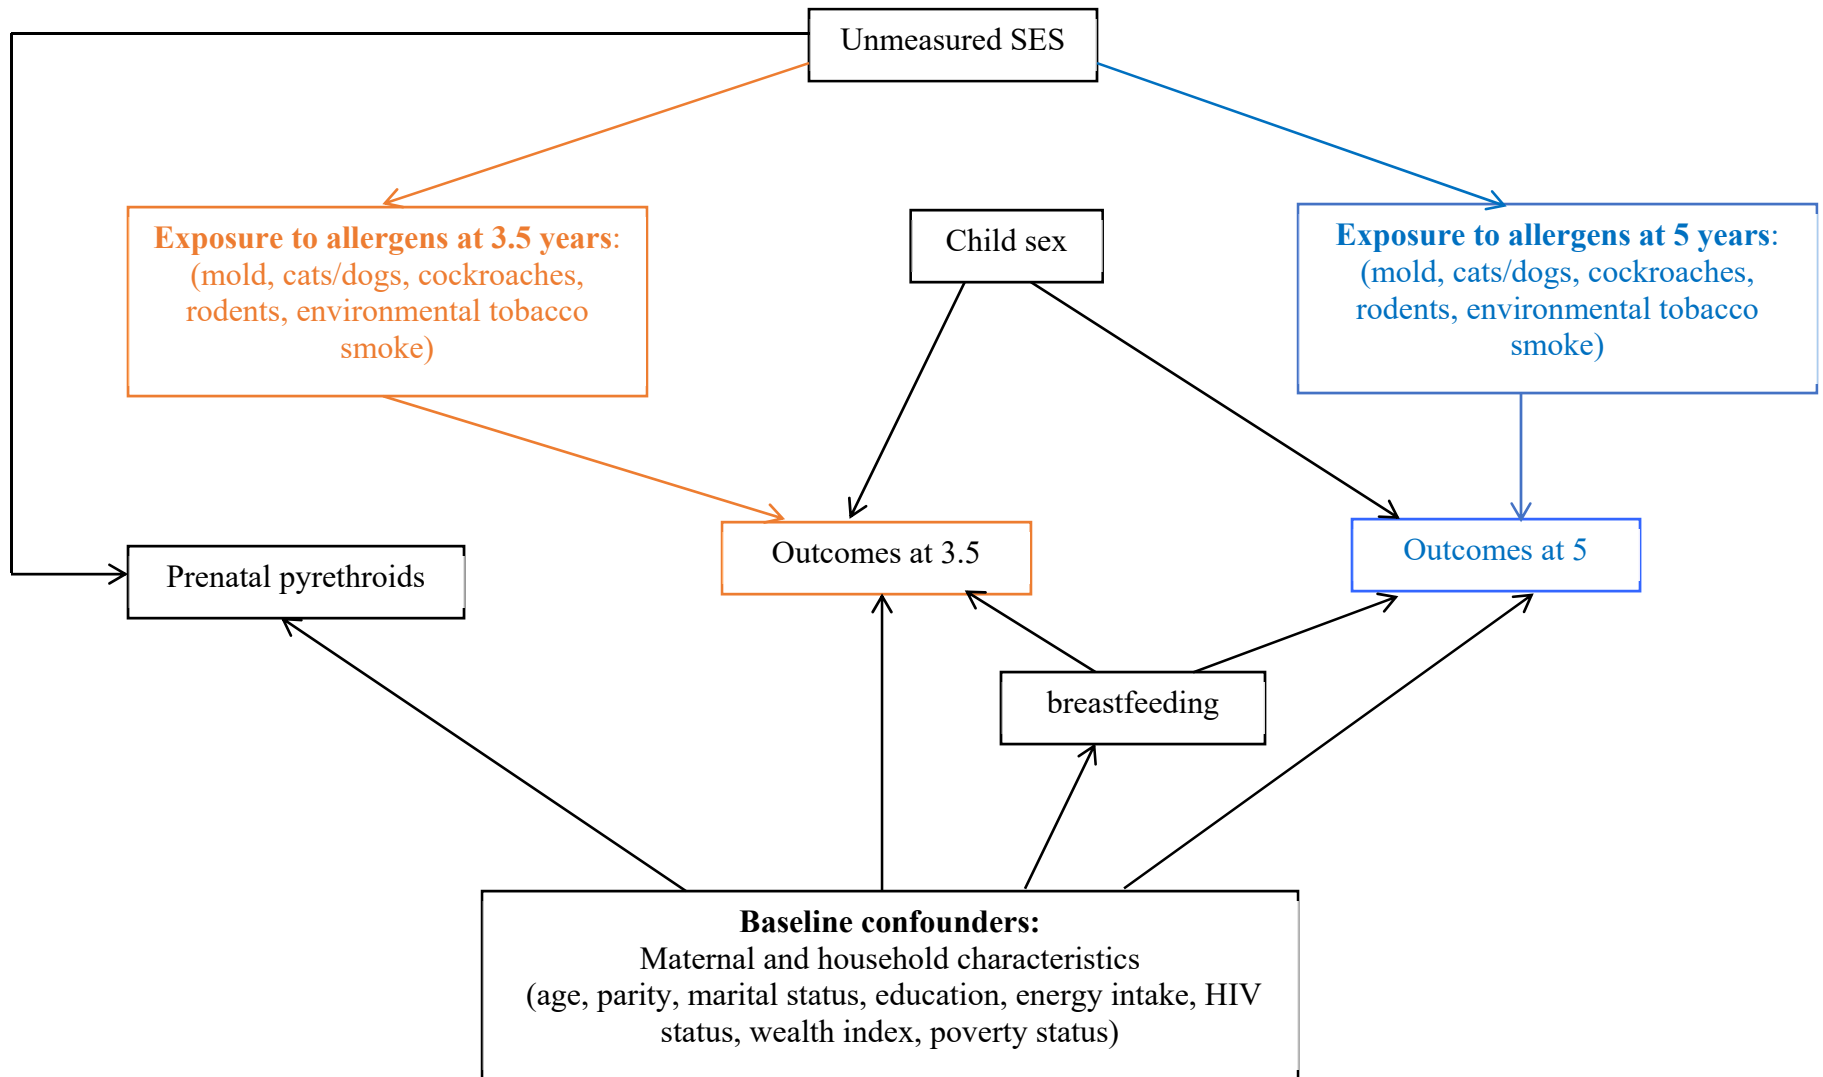 Unmeasured SES
Exposure to allergens at 3.5 years:
(mold, cats/dogs, cockroaches,
rodents, environmental tobacco
smoke)
Child sex
Exposure to allergens at 5 years:
(mold, cats/dogs, cockroaches,
rodents, environmental tobacco
smoke)
Prenatal pyrethroids
Outcomes at 3.5
Outcomes at 5
breastfeeding
Baseline confounders:
Maternal and household characteristics
(age, parity, marital status, education, energy intake, HIV
status, wealth index, poverty status)